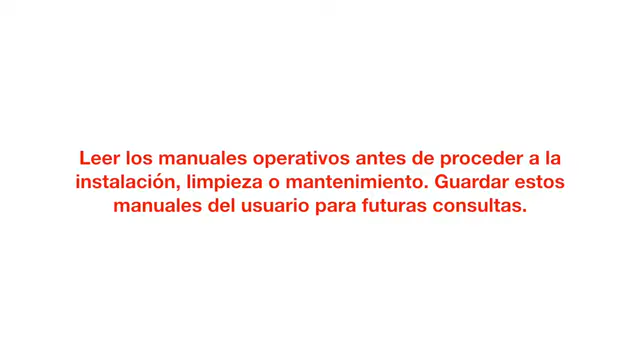 Leer los manuales operativos antes de proceder a la
instalación, limpieza o mantenimiento. Guardar estos
manuales del usuario para futuras consultas.